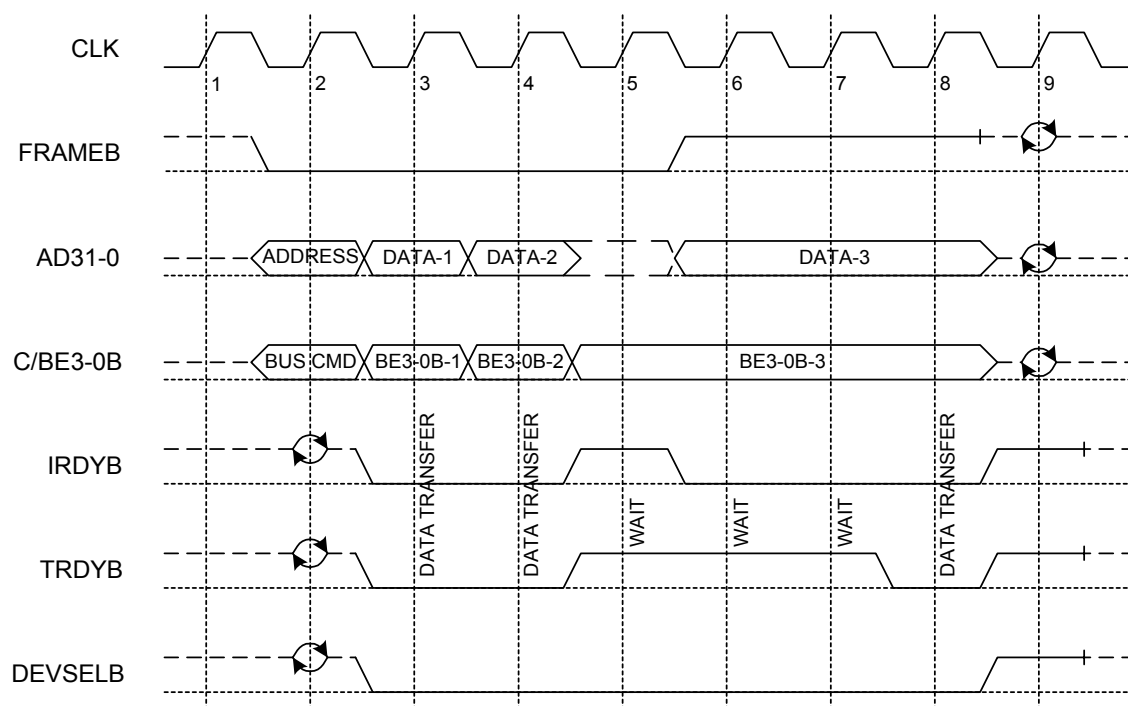 CLK
1 2 3 4 5 6 7 8 9
FRAMEB
AD31-0
ADDRESS DATA-1 DATA-2 DATA-3
C/BE3-0B
BUS CMD BE3-0B-1 BE3-0B-2 BE3-0B-3
IRDYB
DATA TRANSFER
DATA TRANSFER
WAIT
WAIT
WAIT
DATA TRANSFER
TRDYB
DEVSELB